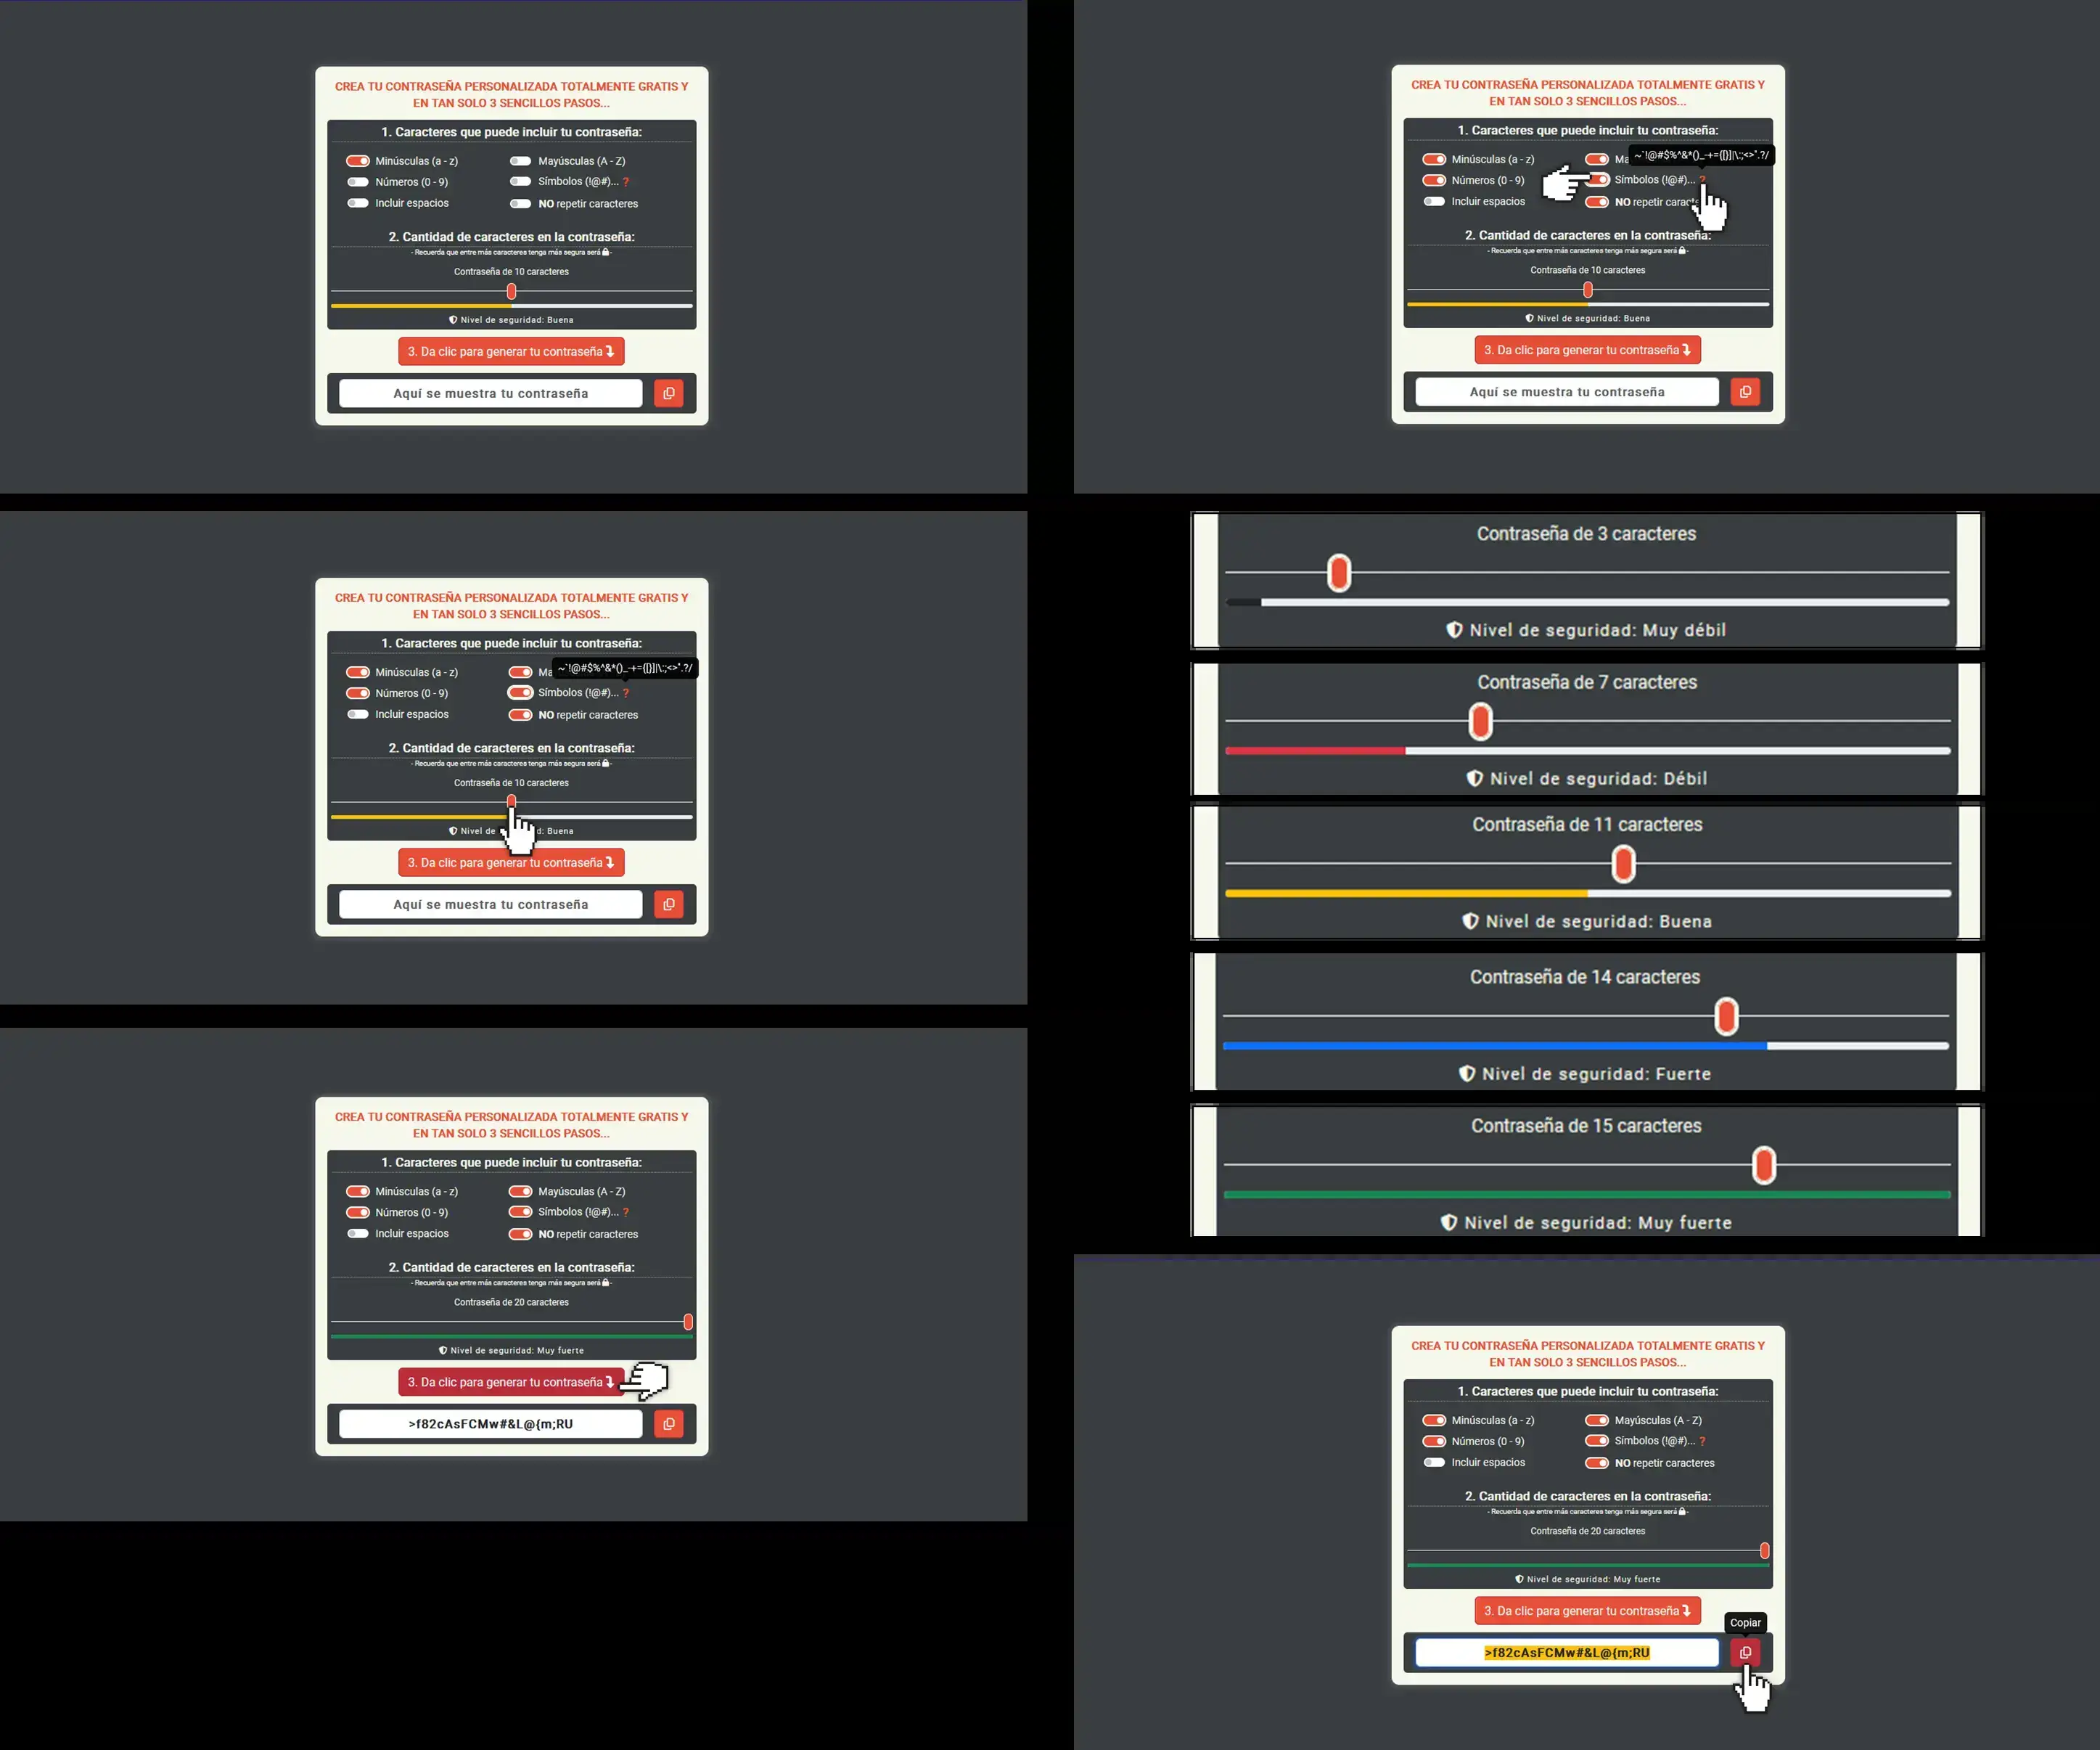 CREA TU CONTRASEÑA PERSONALIZADA TOTALMENTE GRATIS Y
EN TAN SOLO 3 SENCILLOS PASOS...
1. Caracteres que puede incluir tu contraseña:
Minúsculas (a - z)
Mayúsculas (A - Z)
Números (0 - 9)
Símbolos (!@#)... ?
Incluir espacios
NO repetir caracteres
2. Cantidad de caracteres en la contraseña:
- Recuerda que entre más caracteres tenga más segura será -
Contraseña de 10 caracteres
Nivel de seguridad: Buena
3. Da clic para generar tu contraseña
Aquí se muestra tu contraseña
CREA TU CONTRASEÑA PERSONALIZADA TOTALMENTE GRATIS Y
EN TAN SOLO 3 SENCILLOS PASOS...
1. Caracteres que puede incluir tu contraseña:
Minúsculas (a - z)
Ma
Números (0 - 9)
Símbolos (!@#)... ?
Incluir espacios
NO repetir caract
2. Cantidad de caracteres en la contraseña:
- Recuerda que entre más caracteres tenga más segura será -
Contraseña de 10 caracteres
Nivel de seguridad: Buena
3. Da clic para generar tu contraseña
Aquí se muestra tu contraseña
CREA TU CONTRASEÑA PERSONALIZADA TOTALMENTE GRATIS Y
EN TAN SOLO 3 SENCILLOS PASOS...
1. Caracteres que puede incluir tu contraseña:
Minúsculas (a - z)
Ma
Números (0 - 9)
Símbolos (!@#)... ?
Incluir espacios
NO repetir caracteres
2. Cantidad de caracteres en la contraseña:
- Recuerda que entre más caracteres tenga más segura será -
Contraseña de 10 caracteres
Nivel de d: Buena
3. Da clic para generar tu contraseña
Aquí se muestra tu contraseña
Contraseña de 3 caracteres
Nivel de seguridad: Muy débil
Contraseña de 7 caracteres
Nivel de seguridad: Débil
Contraseña de 11 caracteres
Nivel de seguridad: Buena
Contraseña de 14 caracteres
Nivel de seguridad: Fuerte
Contraseña de 15 caracteres
Nivel de seguridad: Muy fuerte
CREA TU CONTRASEÑA PERSONALIZADA TOTALMENTE GRATIS Y
EN TAN SOLO 3 SENCILLOS PASOS...
1. Caracteres que puede incluir tu contraseña:
Minúsculas (a - z)
Mayúsculas (A - Z)
Números (0 - 9)
Símbolos (!@#)... ?
Incluir espacios
NO repetir caracteres
2. Cantidad de caracteres en la contraseña:
- Recuerda que entre más caracteres tenga más segura será -
Contraseña de 20 caracteres
Nivel de seguridad: Muy fuerte
3. Da clic para generar tu contraseña
>f82cAsFCMw#&L@{m;RU
CREA TU CONTRASEÑA PERSONALIZADA TOTALMENTE GRATIS Y
EN TAN SOLO 3 SENCILLOS PASOS...
1. Caracteres que puede incluir tu contraseña:
Minúsculas (a - z)
Mayúsculas (A - Z)
Números (0 - 9)
Símbolos (!@#)... ?
Incluir espacios
NO repetir caracteres
2. Cantidad de caracteres en la contraseña:
- Recuerda que entre más caracteres tenga más segura será -
Contraseña de 20 caracteres
Nivel de seguridad: Muy fuerte
3. Da clic para generar tu contraseña
Copiar
>f82cAsFCMw#&L@{m;RU